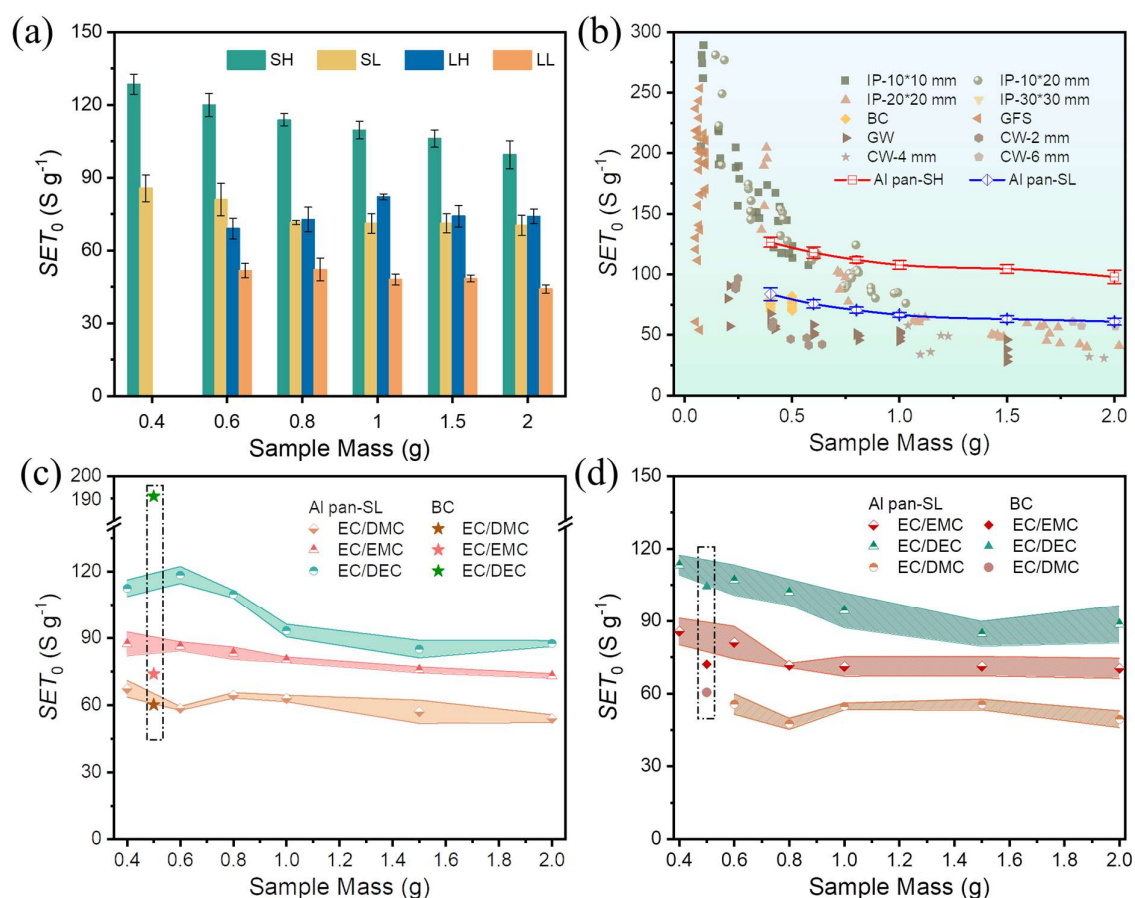 (a)
150
120
90
60
30
0
SET0 (S g-1)
SH SL LH LL
0.4 0.6 0.8 1 1.5 2
Sample Mass (g)
(b)
300
250
200
150
100
50
0
SET0 (S g-1)
IP-10*10 mm IP-10*20 mm
IP-20*20 mm IP-30*30 mm
BC GFS
GW CW-2 mm
CW-4 mm CW-6 mm
Al pan-SH Al pan-SL
0.0 0.5 1.0 1.5 2.0
Sample Mass (g)
(c)
200
190
120
90
60
30
0
SET0 (S g-1)
Al pan-SL BC
EC/DMC EC/DMC
EC/EMC EC/EMC
EC/DEC EC/DEC
0.4 0.6 0.8 1.0 1.2 1.4 1.6 1.8 2.0
Sample Mass (g)
(d)
150
120
90
60
30
0
SET0 (S g-1)
Al pan-SL BC
EC/EMC EC/EMC
EC/DEC EC/DEC
EC/DMC EC/DMC
0.4 0.6 0.8 1.0 1.2 1.4 1.6 1.8 2.0
Sample Mass (g)